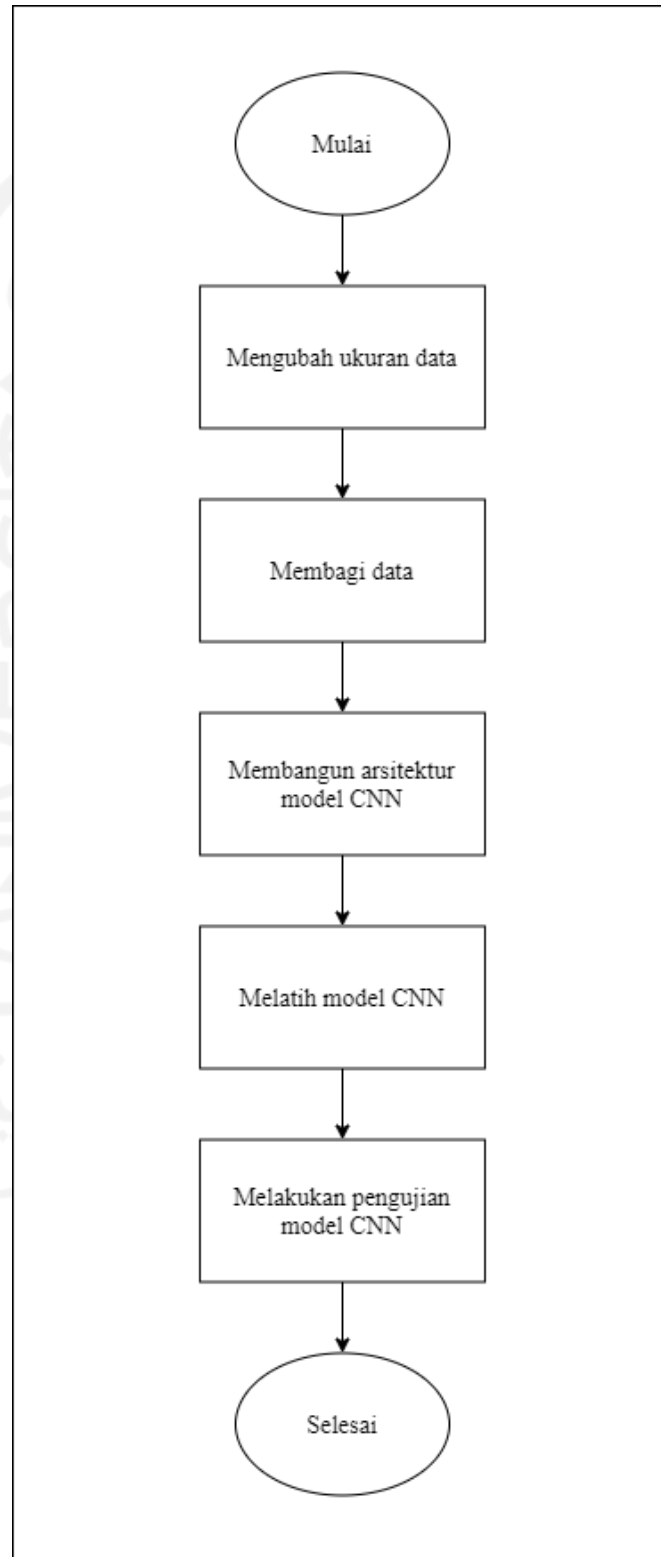 Mulai
Mengubah ukuran data
Membagi data
Membangun arsitektur
model CNN
Melatih model CNN
Melakukan pengujian
model CNN
Selesai